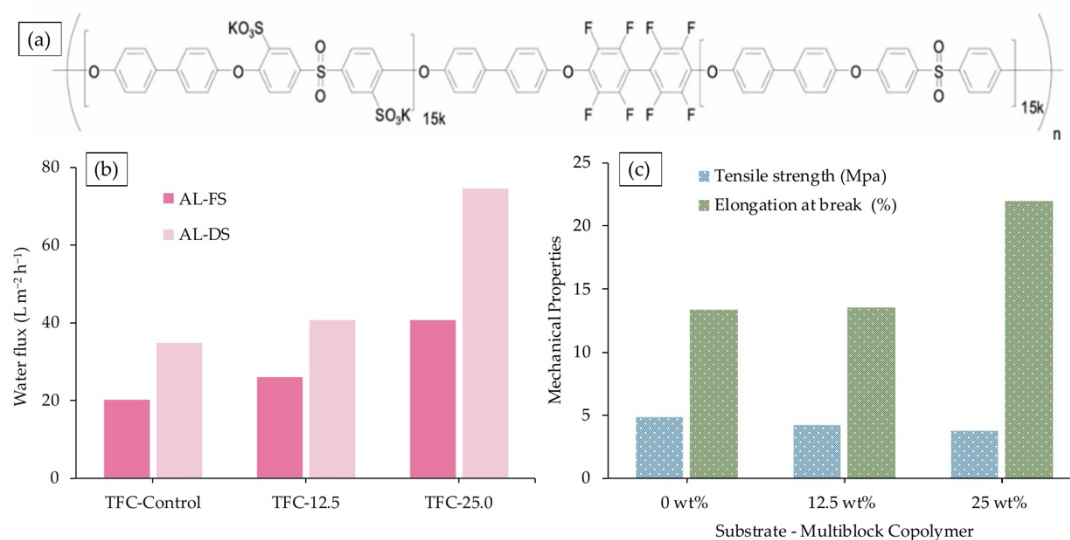 (a)
KO₃S
O
O
F F F F
O
O
S
O
O
O
O
O
O
S
O
SO₃K
F F F F
O
15k
15k
n
(b)
80
AL-FS
AL-DS
60
40
20
0
Water flux (L m⁻² h⁻¹)
TFC-Control
TFC-12.5
TFC-25.0
(c)
25
Tensile strength (Mpa)
Elongation at break (%)
20
15
10
5
0
Mechanical Properties
0 wt%
12.5 wt%
25 wt%
Substrate - Multiblock Copolymer